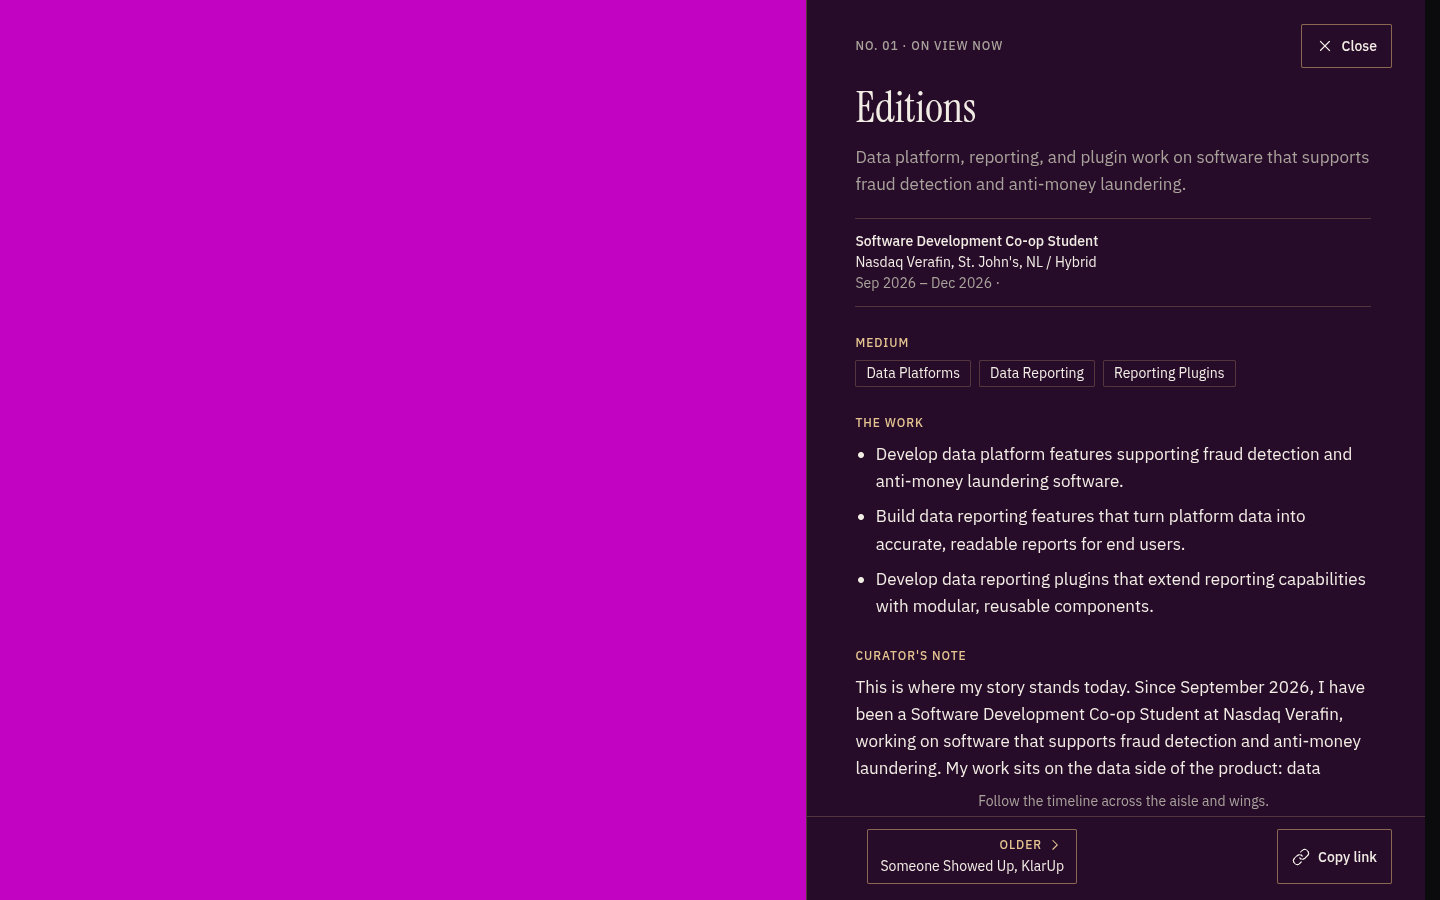 NO. 01 · ON VIEW NOW
Close
Editions
Data platform, reporting, and plugin work on software that supports
fraud detection and anti-money laundering.
Software Development Co-op Student
Nasdaq Verafin, St. John's, NL / Hybrid
Sep 2026 – Dec 2026 ·
MEDIUM
Data Platforms
Data Reporting
Reporting Plugins
THE WORK
• Develop data platform features supporting fraud detection and
anti-money laundering software.
• Build data reporting features that turn platform data into
accurate, readable reports for end users.
• Develop data reporting plugins that extend reporting capabilities
with modular, reusable components.
CURATOR'S NOTE
This is where my story stands today. Since September 2026, I have
been a Software Development Co-op Student at Nasdaq Verafin,
working on software that supports fraud detection and anti-money
laundering. My work sits on the data side of the product: data
Follow the timeline across the aisle and wings.
OLDER
Someone Showed Up, KlarUp
Copy link